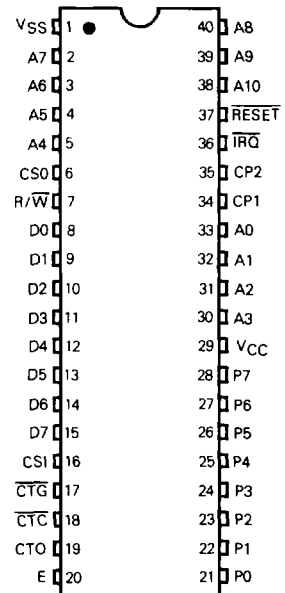 VSS 1 40 A8
A7 2 39 A9
A6 3 38 A10
A5 4 37 RESET
A4 5 36 IRQ
CS0 6 35 CP2
R/W 7 34 CP1
D0 8 33 A0
D1 9 32 A1
D2 10 31 A2
D3 11 30 A3
D4 12 29 VCC
D5 13 28 P7
D6 14 27 P6
D7 15 26 P5
CSI 16 25 P4
CTG 17 24 P3
CTC 18 23 P2
CTO 19 22 P1
E 20 21 P0